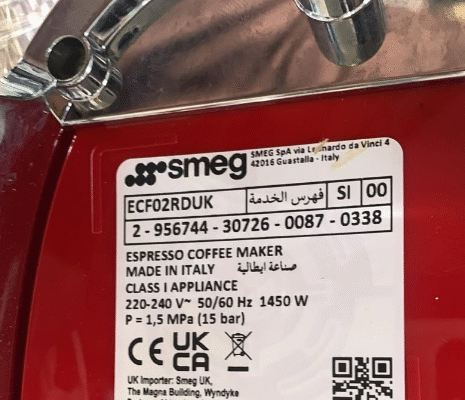 smeg
SMEG SpA via Leonardo da Vinci 4
42016 Guastalla - Italy
ECF02RDUK فهرس الخدمة SI 00
2 - 956744 - 30726 - 0087 - 0338
ESPRESSO COFFEE MAKER
MADE IN ITALY صناعة ايطالية
CLASS I APPLIANCE
220-240 V~ 50/60 Hz 1450 W
P = 1,5 MPa (15 bar)
CE UK CA
UK Importer: Smeg UK,
The Magna Building, Wyndyke